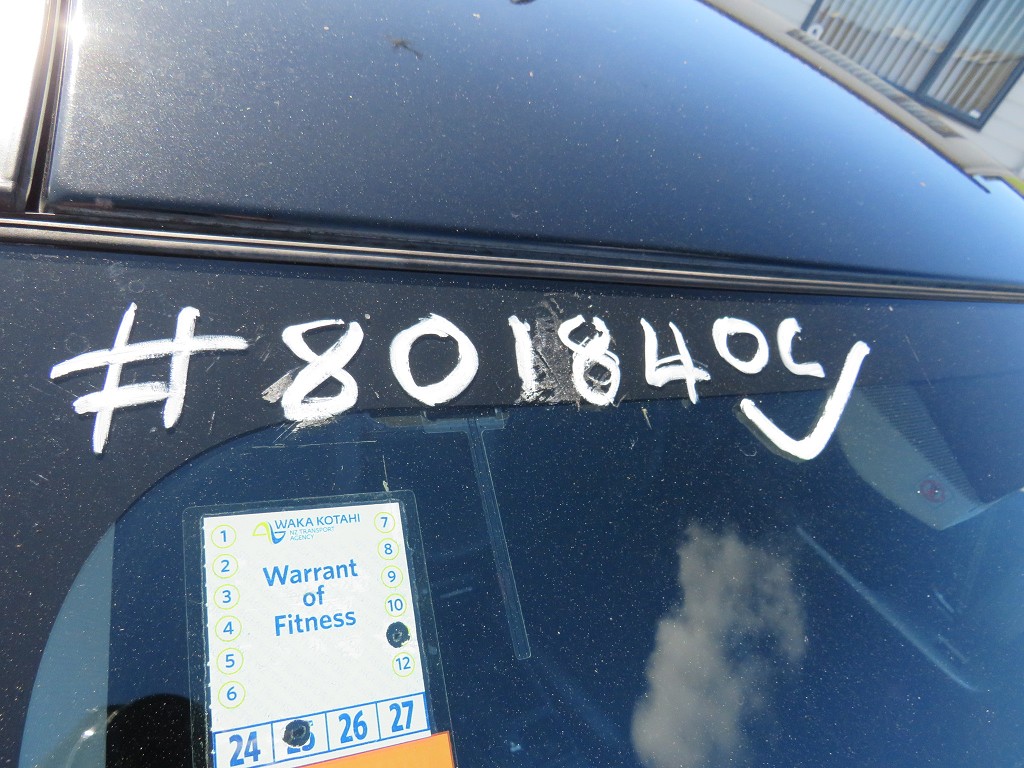 #801840C
WAKA KOTAHI
NZ TRANSPORT
AGENCY
Warrant
of
Fitness
1
2
3
4
5
6
7
8
9
10
12
24 26 27